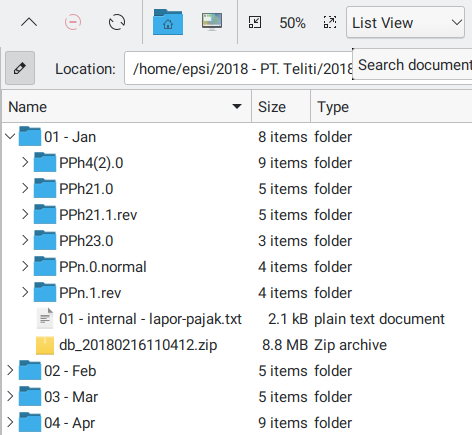 50% List View
Location: /home/epsi/2018 - PT. Teliti/2018 Search document
Name Size Type
01 - Jan 8 items folder
PPh4(2).0 9 items folder
PPh21.0 5 items folder
PPh21.1.rev 5 items folder
PPh23.0 3 items folder
PPn.0.normal 4 items folder
PPn.1.rev 4 items folder
01 - internal - lapor-pajak.txt 2.1 kB plain text document
db_20180216110412.zip 8.8 MB Zip archive
02 - Feb 5 items folder
03 - Mar 5 items folder
04 - Apr 9 items folder